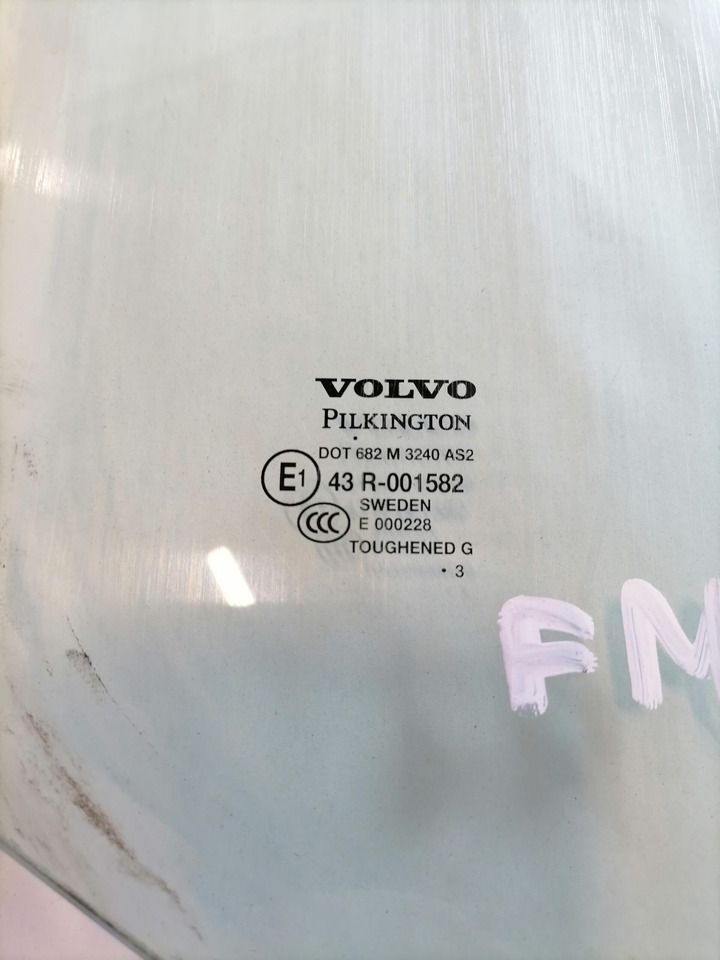 VOLVO
PILKINGTON
DOT 682 M 3240 AS2
E1 43 R-001582
SWEDEN
CCC E 000228
TOUGHENED G
· 3
FM